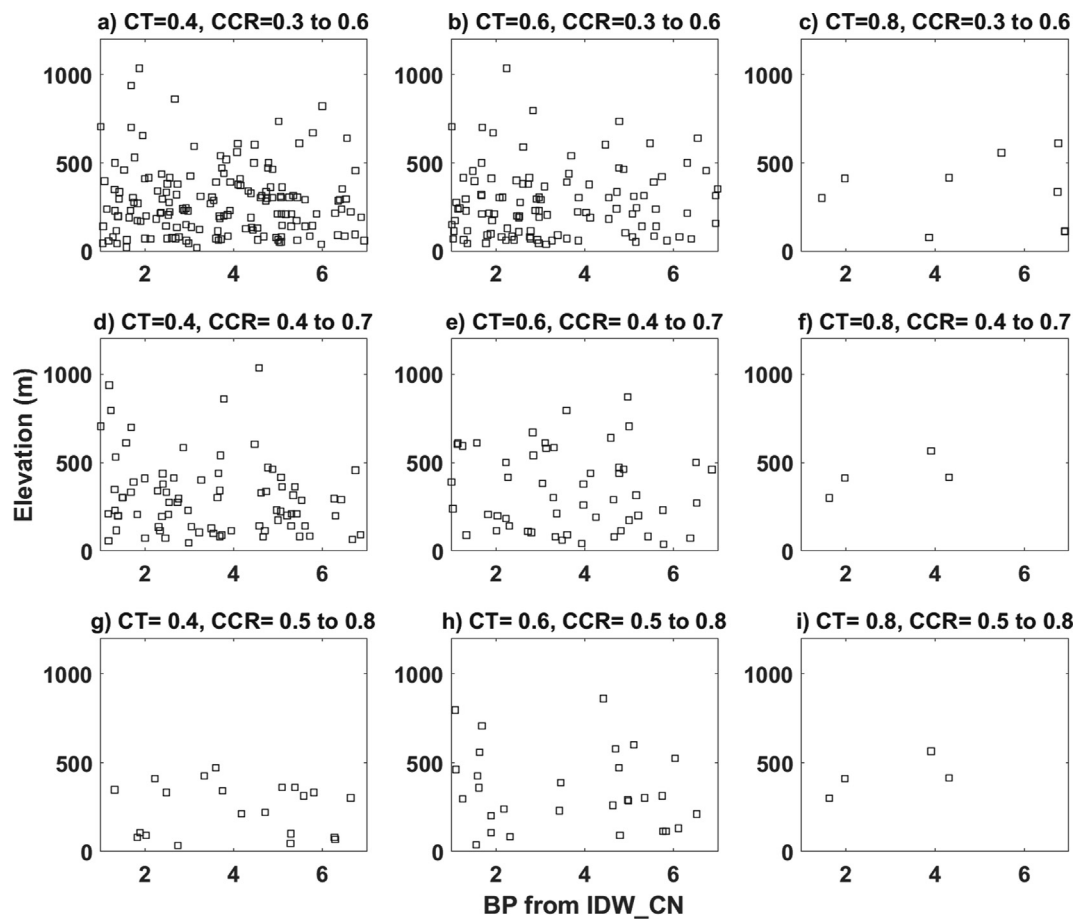 a) CT=0.4, CCR=0.3 to 0.6
b) CT=0.6, CCR=0.3 to 0.6
c) CT=0.8, CCR=0.3 to 0.6
1000
500
0
2 4 6
1000
500
0
2 4 6
1000
500
0
2 4 6
d) CT=0.4, CCR= 0.4 to 0.7
e) CT=0.6, CCR= 0.4 to 0.7
f) CT=0.8, CCR= 0.4 to 0.7
Elevation (m)
1000
500
0
2 4 6
1000
500
0
2 4 6
1000
500
0
2 4 6
g) CT= 0.4, CCR= 0.5 to 0.8
h) CT= 0.6, CCR= 0.5 to 0.8
i) CT= 0.8, CCR= 0.5 to 0.8
1000
500
0
2 4 6
1000
500
0
2 4 6
1000
500
0
2 4 6
BP from IDW_CN